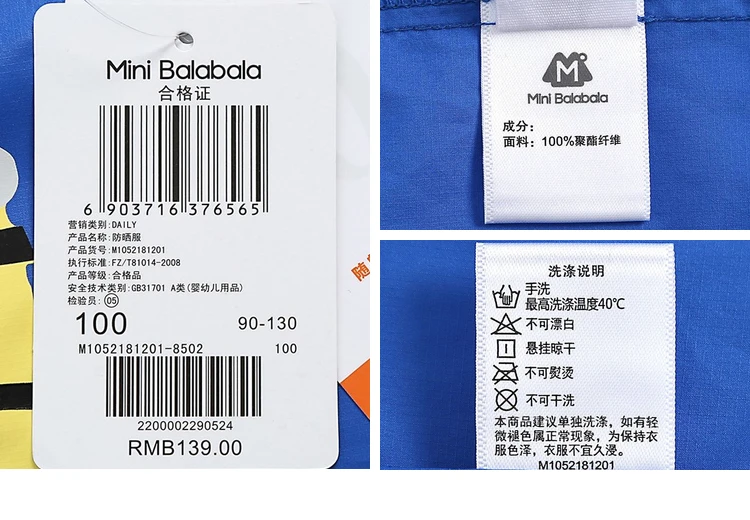 Mini Balabala
合格证
6 903716 376565
营销类别:DAILY
产品名称:防晒服
产品货号:M1052181201
执行标准:FZ/T81014-2008
产品等级:合格品
安全技术类别:GB31701 A类(婴幼儿用品)
检验员: 05
100 90-130
M1052181201-8502 100
2200002290524
RMB139.00
随
M
Mini Balabala
成分:
面料: 100%聚酯纤维
洗涤说明
手洗
最高洗涤温度40℃
不可漂白
悬挂晾干
不可熨烫
不可干洗
本商品建议单独洗涤，如有轻
微褪色属正常现象，为保持衣
服色泽，衣服不宜久浸。
M1052181201